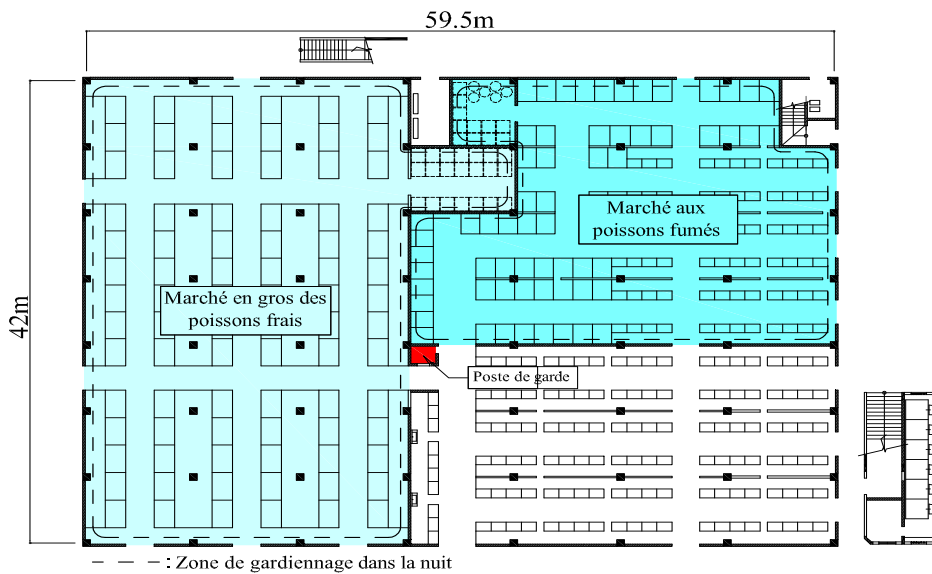 59.5m
42m
Marché aux
poissons fumés
Marché en gros des
poissons frais
Poste de garde
: Zone de gardiennage dans la nuit